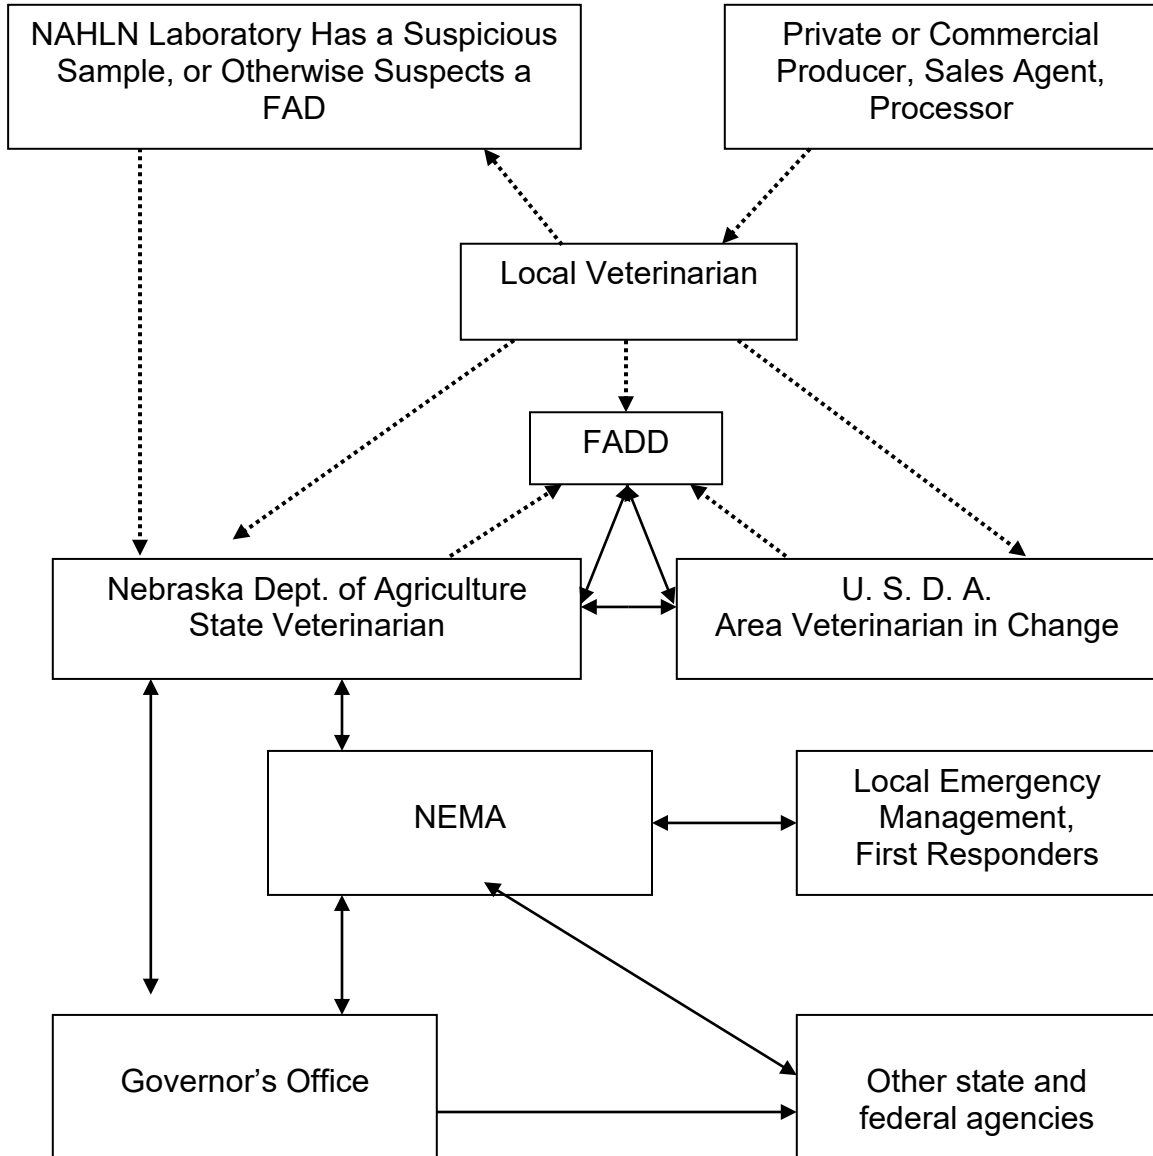 NAHLN Laboratory Has a Suspicious
Sample, or Otherwise Suspects a
FAD
Private or Commercial
Producer, Sales Agent,
Processor
Local Veterinarian
FADD
Nebraska Dept. of Agriculture
State Veterinarian
U. S. D. A.
Area Veterinarian in Change
NEMA
Local Emergency
Management,
First Responders
Governor’s Office
Other state and
federal agencies